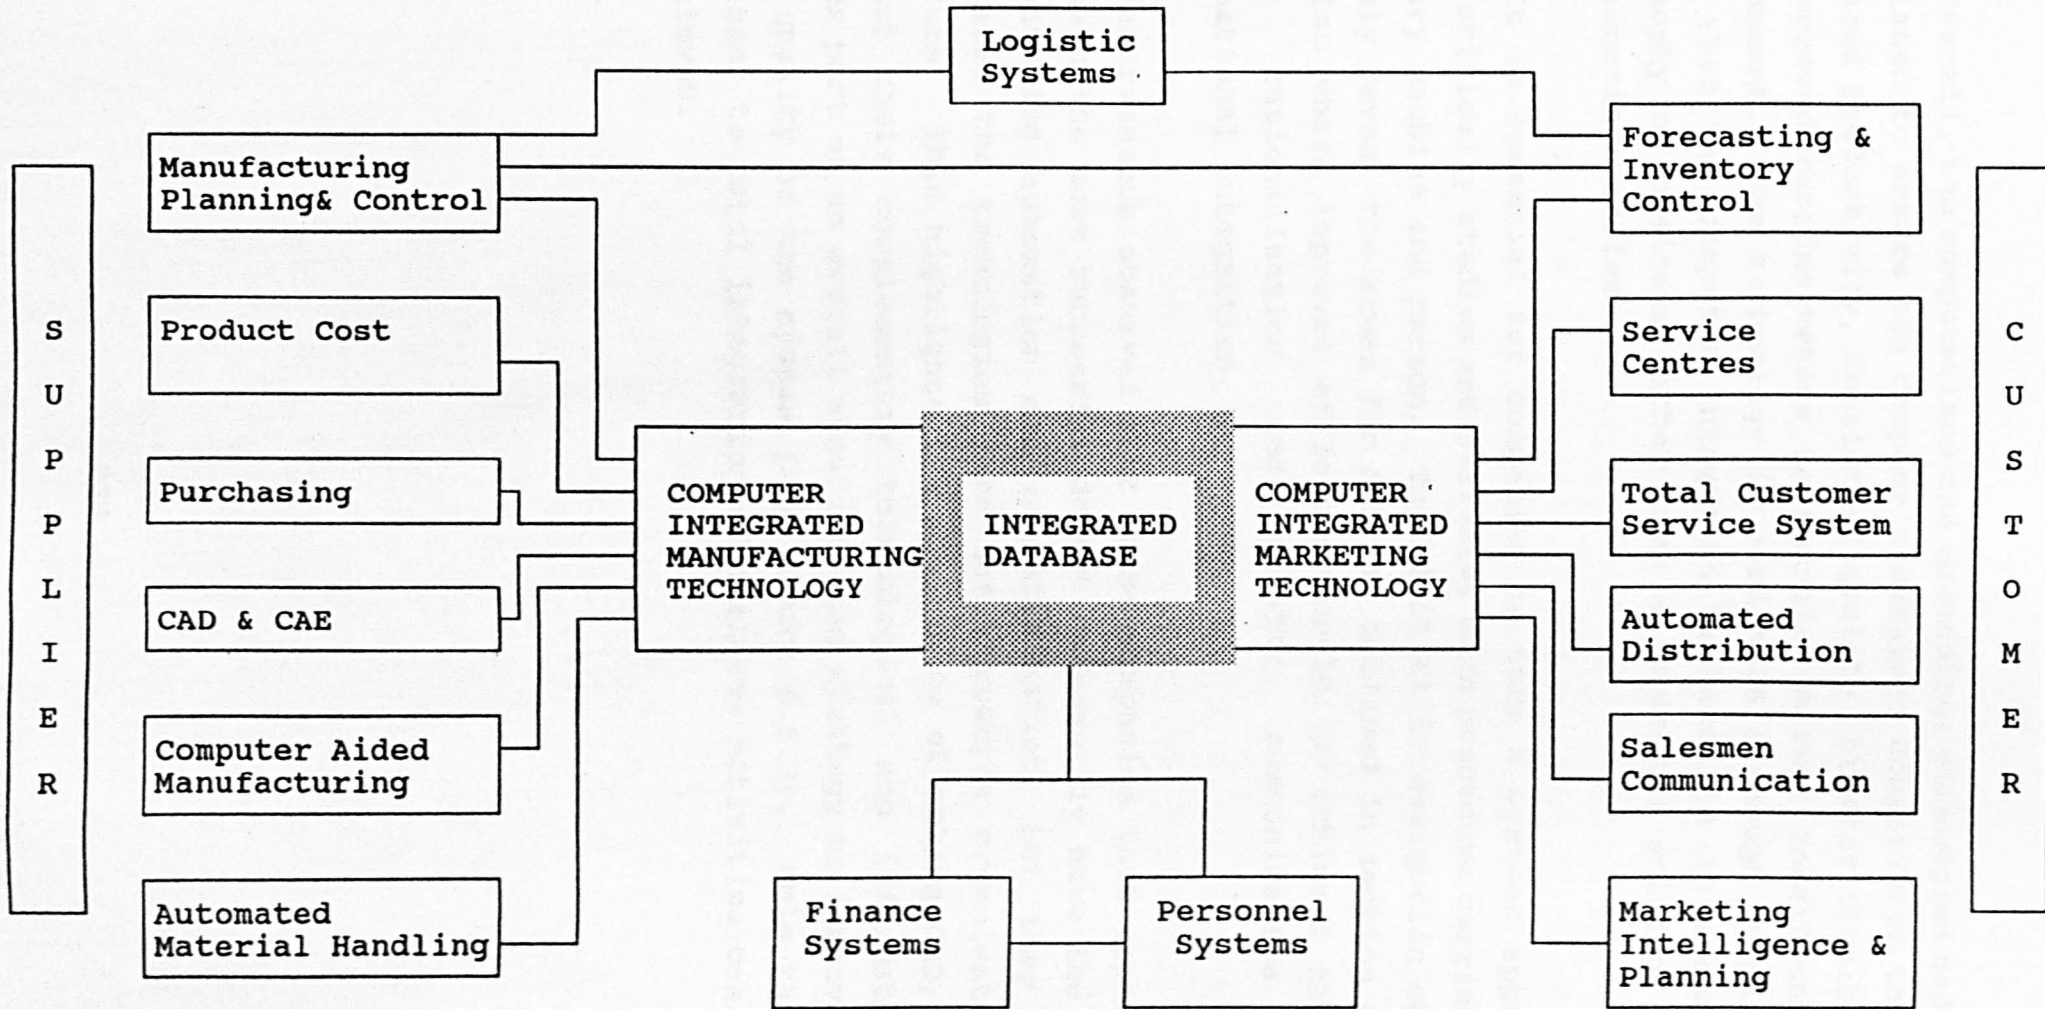 Logistic
Systems
SUPPLIER
Manufacturing
Planning& Control
Product Cost
Purchasing
CAD & CAE
Computer Aided
Manufacturing
Automated
Material Handling
COMPUTER
INTEGRATED
MANUFACTURING
TECHNOLOGY
INTEGRATED
DATABASE
COMPUTER
INTEGRATED
MARKETING
TECHNOLOGY
Finance
Systems
Personnel
Systems
Forecasting &
Inventory
Control
Service
Centres
Total Customer
Service System
Automated
Distribution
Salesmen
Communication
Marketing
Intelligence &
Planning
CUSTOMER